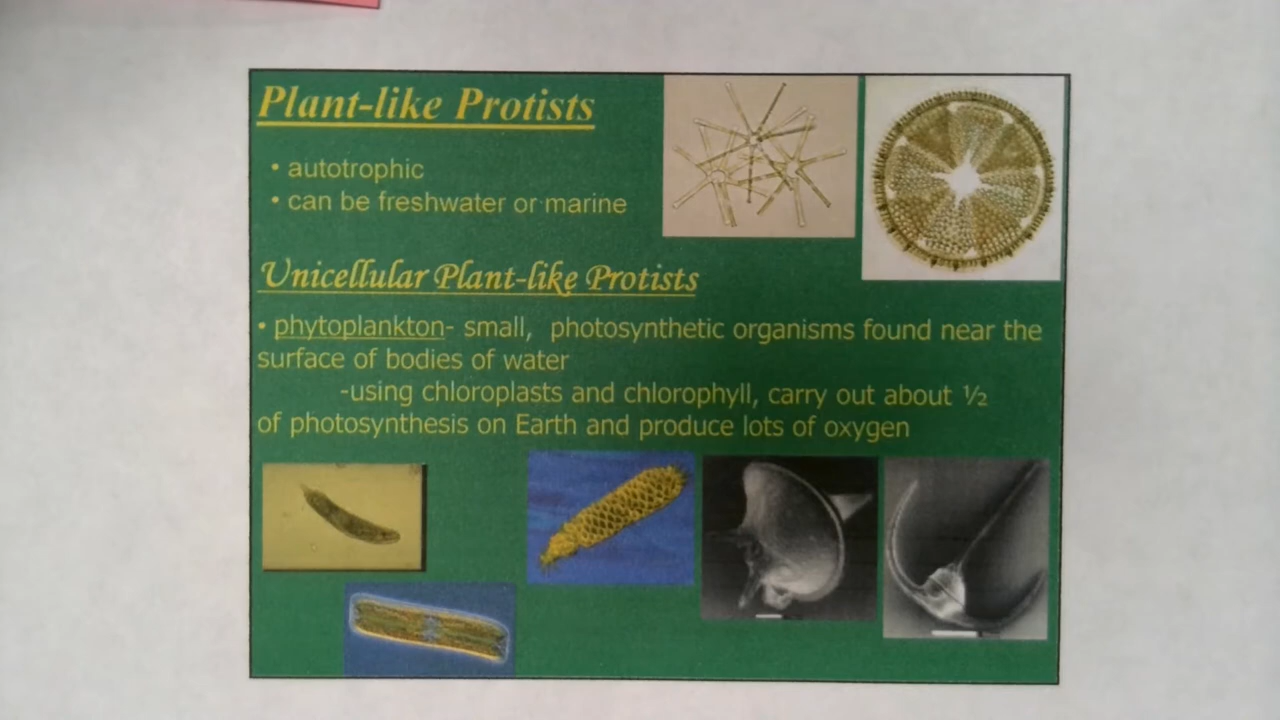 Plant-like Protists
• autotrophic
• can be freshwater or marine
Unicellular Plant-like Protists
• phytoplankton- small, photosynthetic organisms found near the
surface of bodies of water
-using chloroplasts and chlorophyll, carry out about ½
of photosynthesis on Earth and produce lots of oxygen